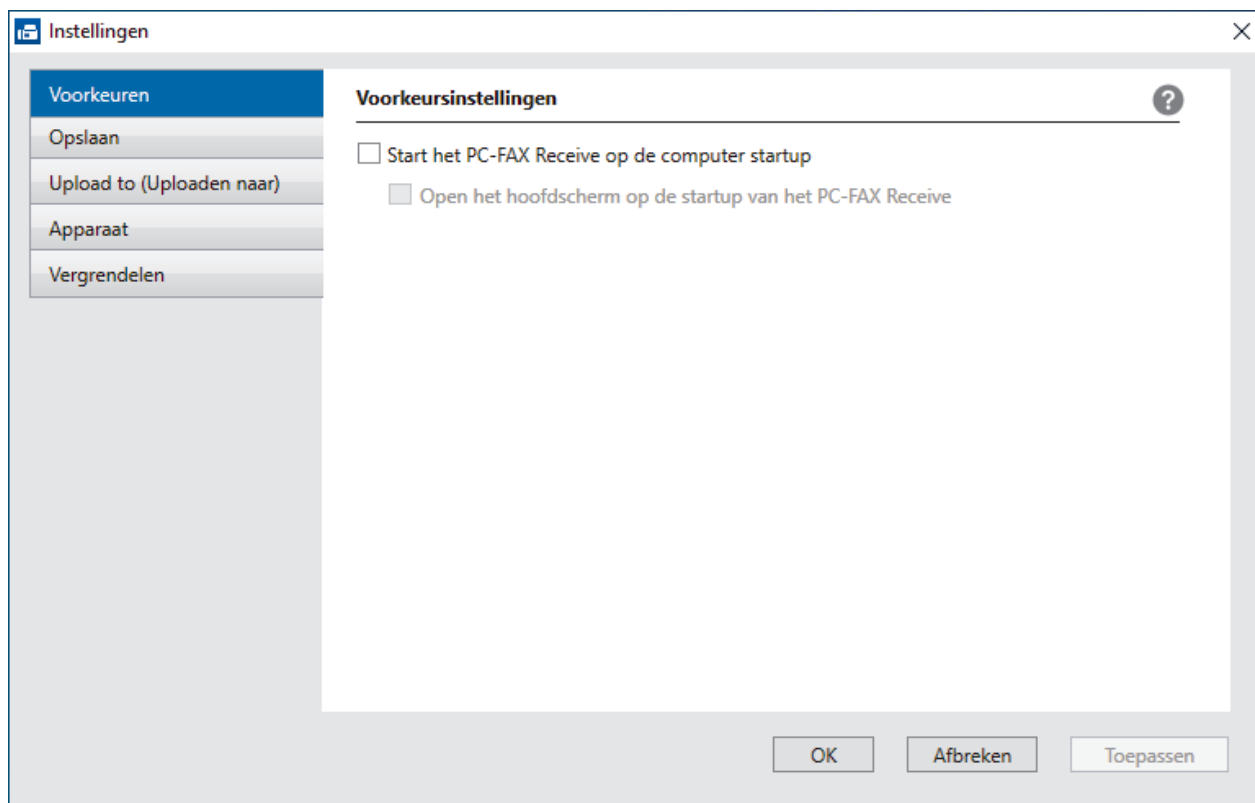 Instellingen
Voorkeuren
Opslaan
Upload to (Uploaden naar)
Apparaat
Vergrendelen
Voorkeursinstellingen
?
Start het PC-FAX Receive op de computer startup
Open het hoofdscherm op de startup van het PC-FAX Receive
OK
Afbreken
Toepassen